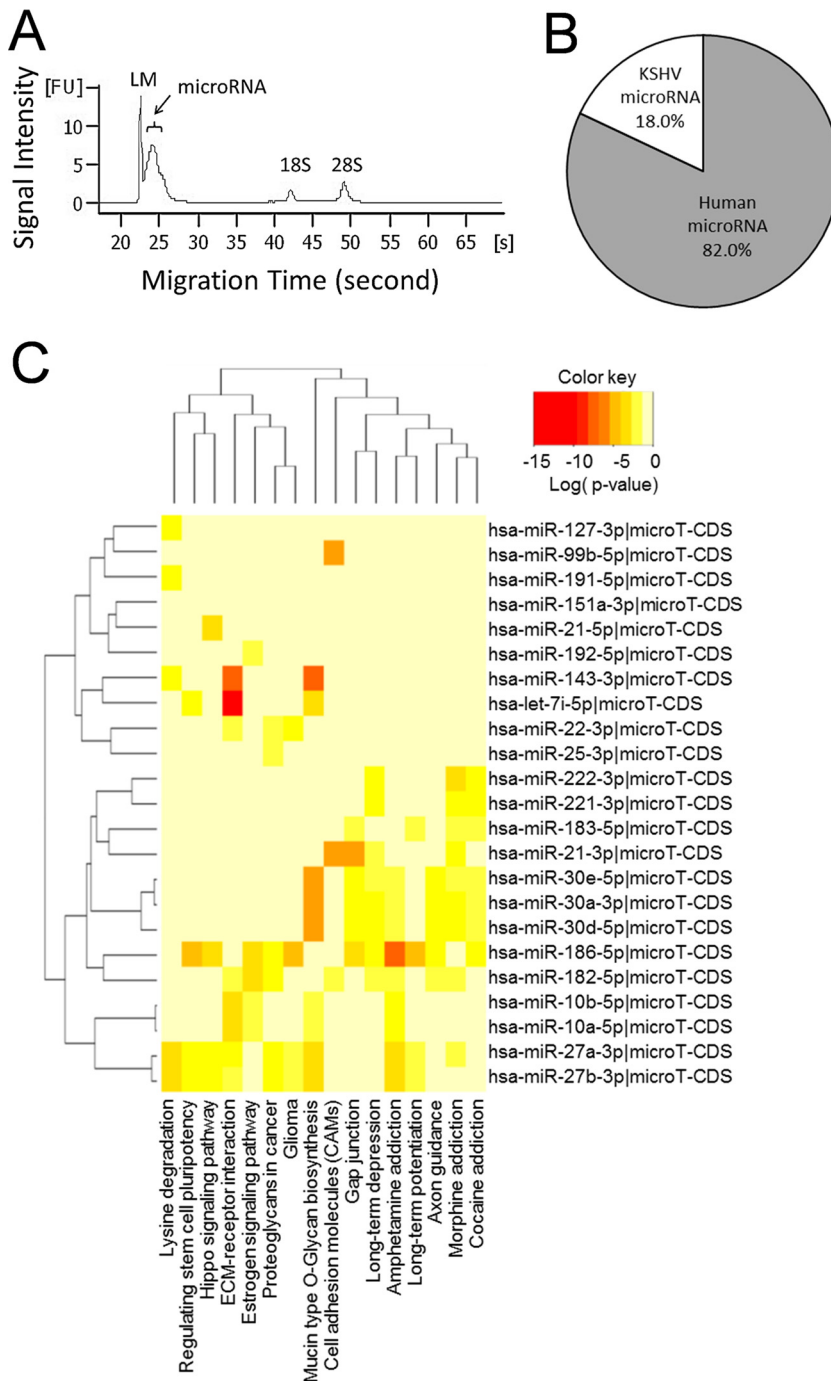 A
[FU]
LM
microRNA
10
5
0
18S
28S
Signal Intensity
20 25 30 35 40 45 50 55 60 65 [s]
Migration Time (second)
B
KSHV
microRNA
18.0%
Human
microRNA
82.0%
C
Color key
-15 -10 -5 0
Log( p-value)
hsa-miR-127-3p|microT-CDS
hsa-miR-99b-5p|microT-CDS
hsa-miR-191-5p|microT-CDS
hsa-miR-151a-3p|microT-CDS
hsa-miR-21-5p|microT-CDS
hsa-miR-192-5p|microT-CDS
hsa-miR-143-3p|microT-CDS
hsa-let-7i-5p|microT-CDS
hsa-miR-22-3p|microT-CDS
hsa-miR-25-3p|microT-CDS
hsa-miR-222-3p|microT-CDS
hsa-miR-221-3p|microT-CDS
hsa-miR-183-5p|microT-CDS
hsa-miR-21-3p|microT-CDS
hsa-miR-30e-5p|microT-CDS
hsa-miR-30a-3p|microT-CDS
hsa-miR-30d-5p|microT-CDS
hsa-miR-186-5p|microT-CDS
hsa-miR-182-5p|microT-CDS
hsa-miR-10b-5p|microT-CDS
hsa-miR-10a-5p|microT-CDS
hsa-miR-27a-3p|microT-CDS
hsa-miR-27b-3p|microT-CDS
Lysine degradation
Regulating stem cell pluripotency
Hippo signaling pathway
ECM-receptor interaction
Estrogen signaling pathway
Proteoglycans in cancer
Glioma
Mucin type O-Glycan biosynthesis
Cell adhesion molecules (CAMs)
Gap junction
Long-term depression
Amphetamine addiction
Long-term potentiation
Axon guidance
Morphine addiction
Cocaine addiction